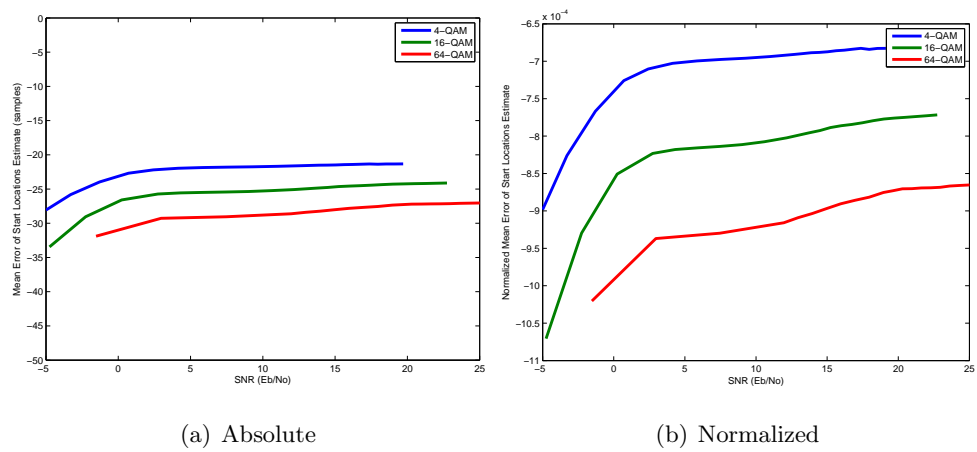 0
−5
−10
−15
−20
−25
−30
−35
−40
−45
−50
Mean Error of Start Locations Estimate (samples)
−5 0 5 10 15 20 25
SNR (Eb/No)
4−QAM
16−QAM
64−QAM
(a) Absolute
x 10−4
−6.5
−7
−7.5
−8
−8.5
−9
−9.5
−10
−10.5
−11
Normalized Mean Error of Start Locations Estimate
−5 0 5 10 15 20 25
SNR (Eb/No)
4−QAM
16−QAM
64−QAM
(b) Normalized